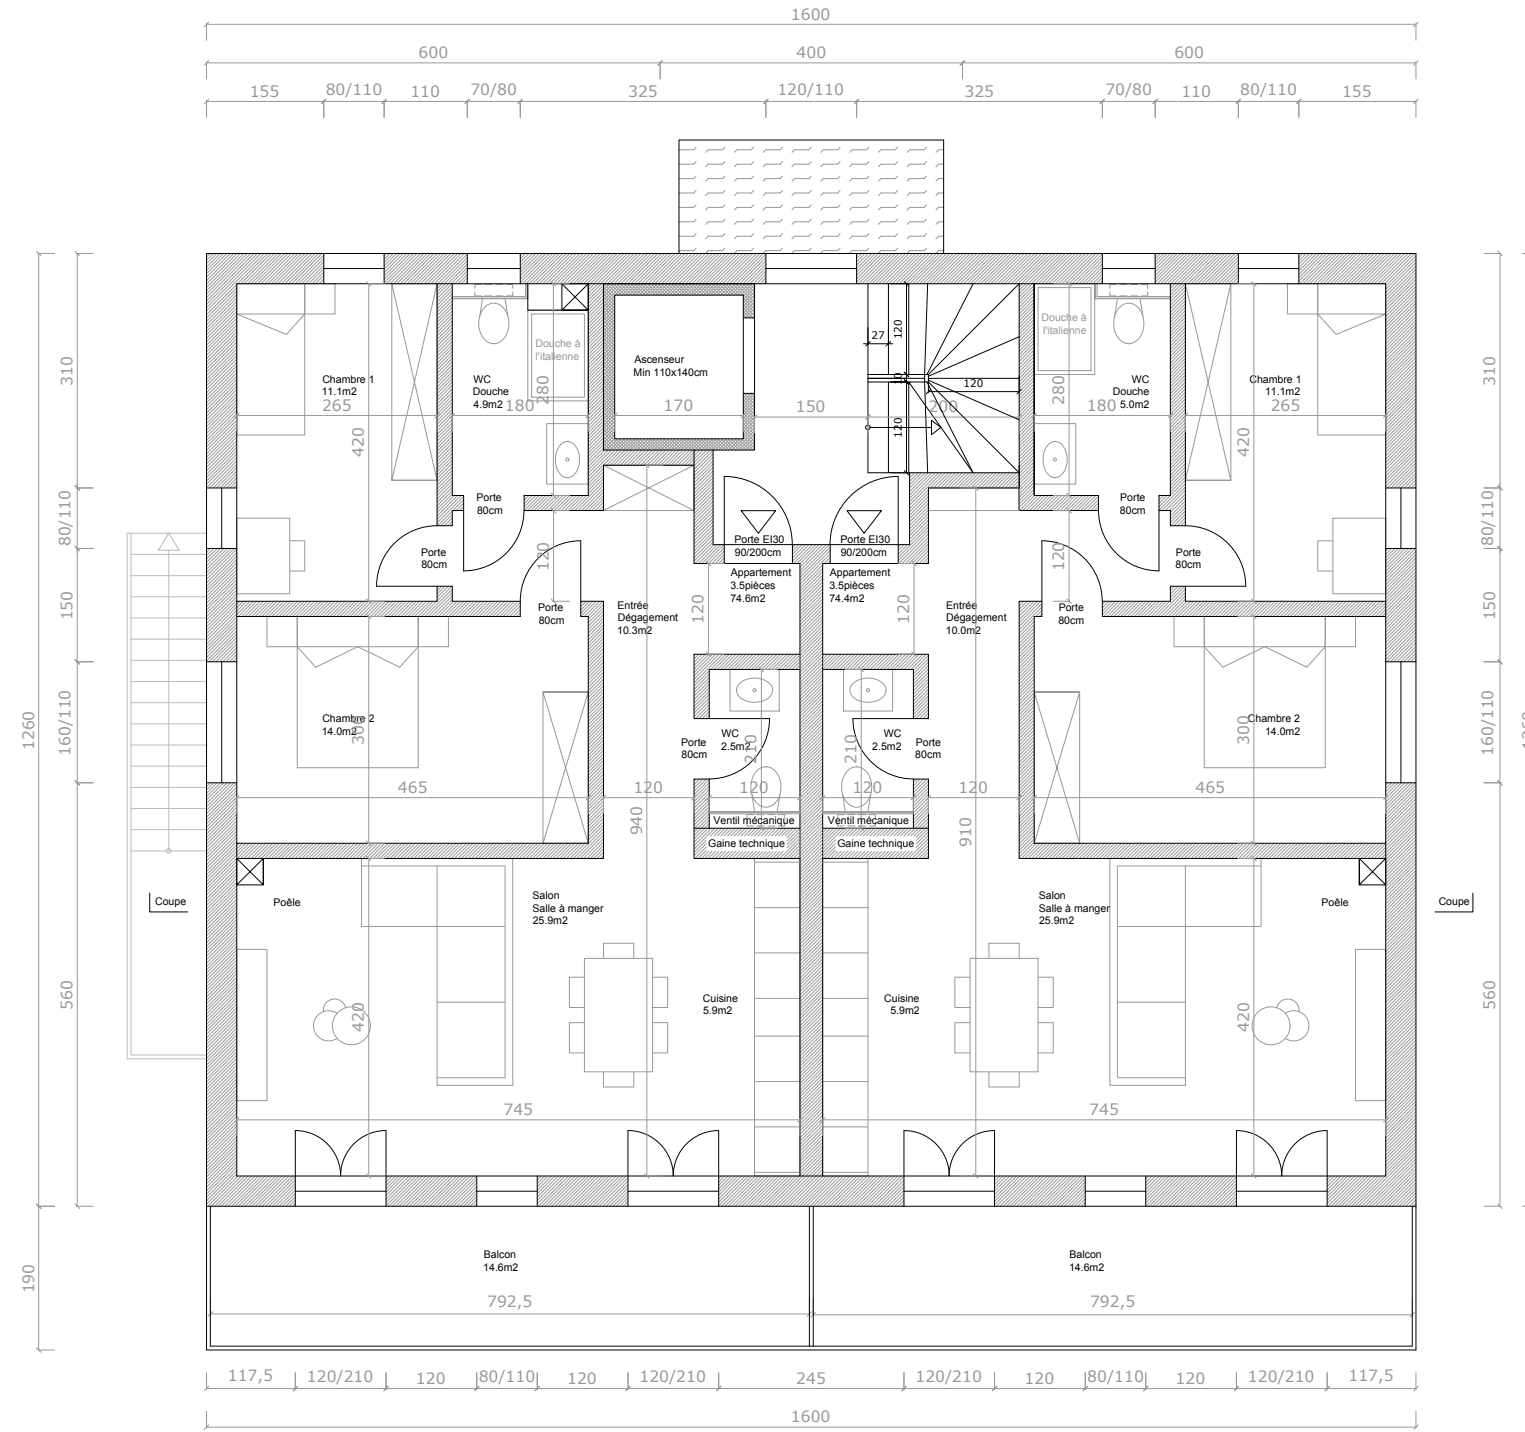 1600
600
400
600
155
80/110
110
70/80
325
120/110
325
70/80
110
80/110
155
310
80/110
150
160/110
560
1260
190
310
80/110
150
160/110
560
Chambre 1
11.1m2
265
420
WC
Douche
4.9m2
180
280
Douche à
l'italienne
Ascenseur
Min 110x140cm
170
150
200
27
120
10
120
120
Douche à
l'italienne
WC
Douche
5.0m2
180
280
Chambre 1
11.1m2
265
420
Porte
80cm
Porte
80cm
Porte
80cm
Porte
80cm
Porte EI30
90/200cm
Porte EI30
90/200cm
120
120
Appartement
3.5pièces
74.6m2
Appartement
3.5pièces
74.4m2
Porte
80cm
Entrée
Dégagement
10.3m2
120
120
Entrée
Dégagement
10.0m2
Porte
80cm
Chambre 2
14.0m2
300
465
120
940
Porte
80cm
WC
2.5m2
210
120
WC
2.5m2
210
120
Porte
80cm
120
910
Chambre 2
14.0m2
300
465
Ventil mécanique
Ventil mécanique
Gaine technique
Gaine technique
Coupe
Poêle
Salon
Salle à manger
25.9m2
Salon
Salle à manger
25.9m2
Poêle
Coupe
Cuisine
5.9m2
Cuisine
5.9m2
420
420
745
745
Balcon
14.6m2
Balcon
14.6m2
792,5
792,5
117,5
120/210
120
80/110
120
120/210
245
120/210
120
80/110
120
120/210
117,5
1600